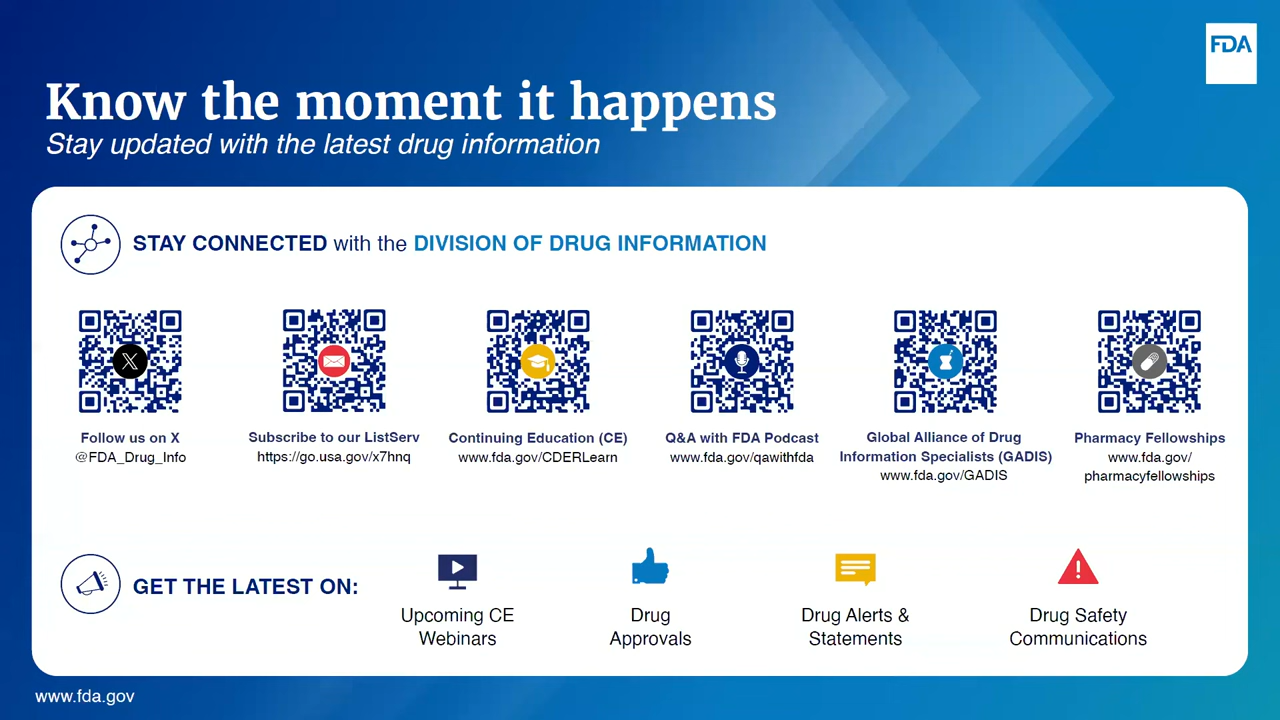 FDA
Know the moment it happens
Stay updated with the latest drug information
STAY CONNECTED with the DIVISION OF DRUG INFORMATION
Follow us on X
@FDA_Drug_Info
Subscribe to our ListServ
https://go.usa.gov/x7hnq
Continuing Education (CE)
www.fda.gov/CDERLearn
Q&A with FDA Podcast
www.fda.gov/qawithfda
Global Alliance of Drug
Information Specialists (GADIS)
www.fda.gov/GADIS
Pharmacy Fellowships
www.fda.gov/
pharmacyfellowships
GET THE LATEST ON:
Upcoming CE
Webinars
Drug
Approvals
Drug Alerts &
Statements
Drug Safety
Communications
www.fda.gov